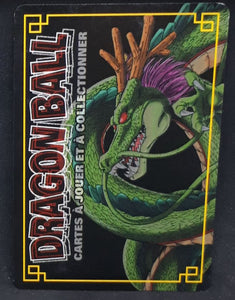 DRAGON BALL
CARTES À JOUER ET À COLLECTIONNER